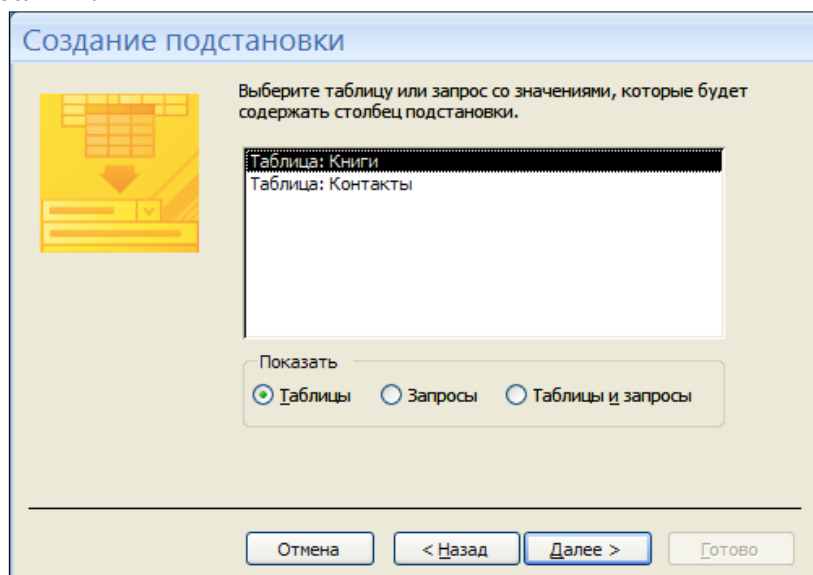 Создание подстановки
Выберите таблицу или запрос со значениями, которые будет
содержать столбец подстановки.
Таблица: Книги
Таблица: Контакты
Показать
Таблицы Запросы Таблицы и запросы
Отмена < Назад Далее > Готово